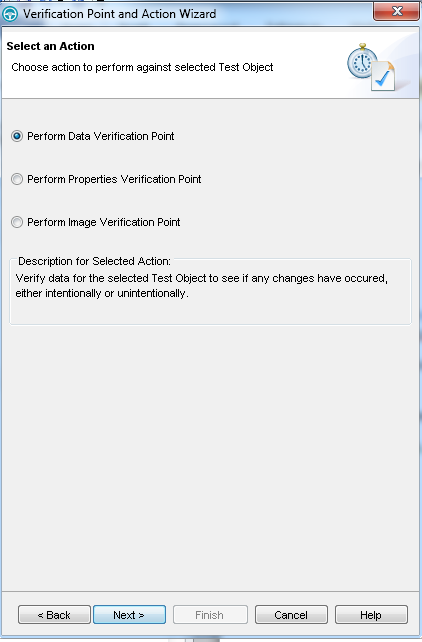 Verification Point and Action Wizard
Select an Action
Choose action to perform against selected Test Object
Perform Data Verification Point
Perform Properties Verification Point
Perform Image Verification Point
Description for Selected Action:
Verify data for the selected Test Object to see if any changes have occured,
either intentionally or unintentionally.
< Back Next > Finish Cancel Help